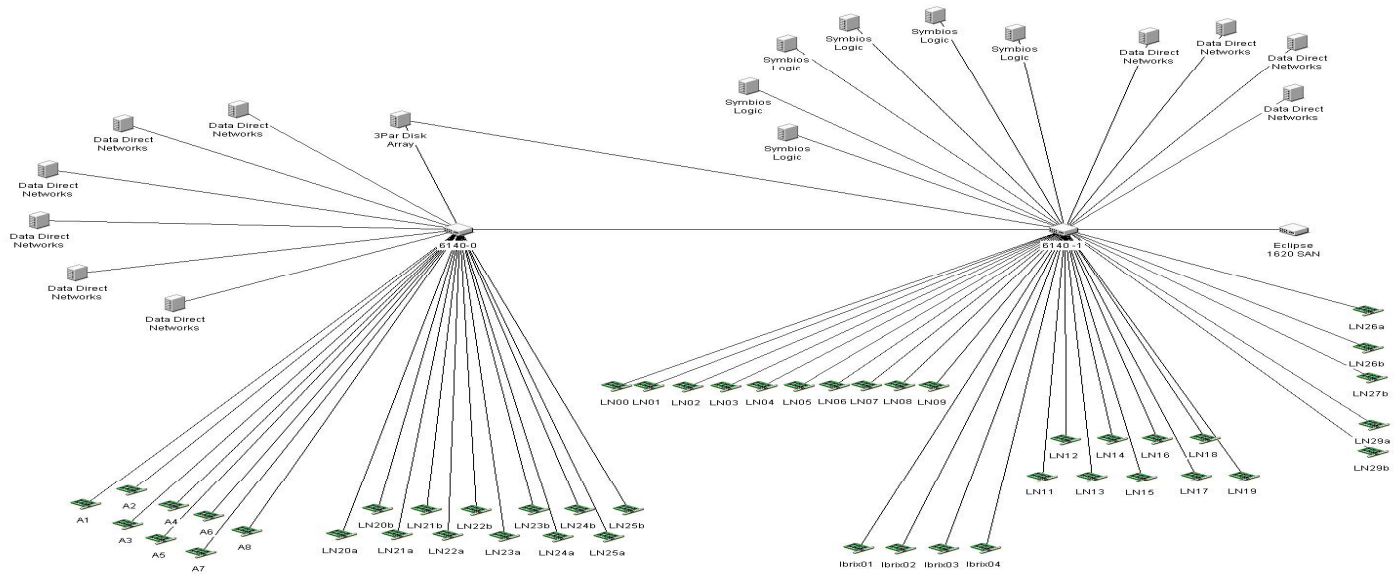 Symbios
Logic
Symbios
Logic
Symbios
Logic
Symbios
Logic
Symbios
Logic
Symbios
Logic
Data Direct
Networks
Data Direct
Networks
Data Direct
Networks
Data Direct
Networks
Data Direct
Networks
Data Direct
Networks
3Par Disk
Array
Data Direct
Networks
Data Direct
Networks
Data Direct
Networks
Data Direct
Networks
6140-0
6140-1
Eclipse
1620 SAN
LN26a
LN26b
LN27b
LN29a
LN29b
LN00 LN01 LN02 LN03 LN04 LN05 LN06 LN07 LN08 LN09
LN12 LN14 LN16 LN18
LN11 LN13 LN15 LN17 LN19
A1
A2
A3
A4
A5
A6
A7
A8
LN20b LN21b LN22b LN23b LN24b LN25b
LN20a LN21a LN22a LN23a LN24a LN25a
Ibrix01 Ibrix02 Ibrix03 Ibrix04